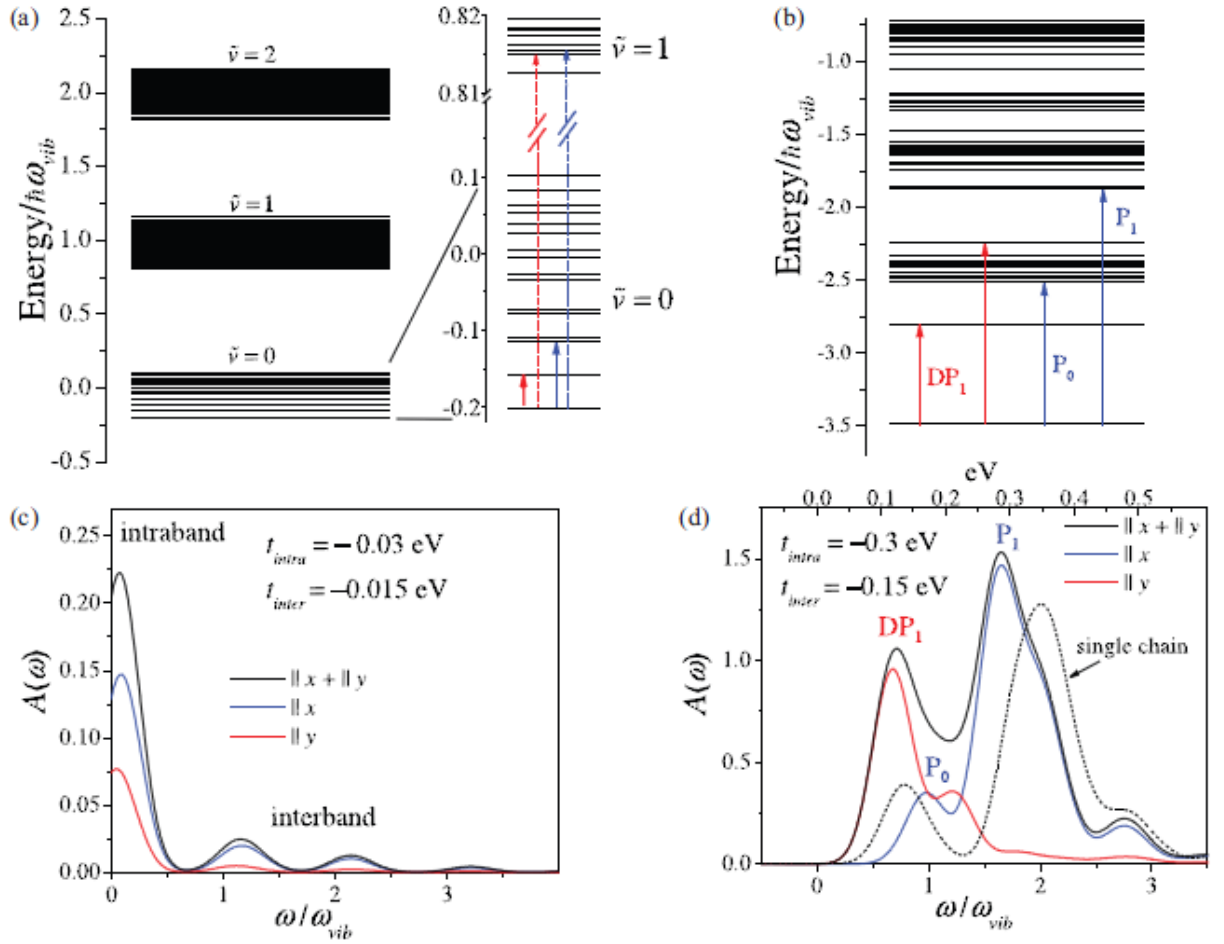 (a)
2.5
2.0
1.5
1.0
0.5
0.0
-0.5
Energy/ℏω_vib
ṽ = 2
ṽ = 1
ṽ = 0
0.82
0.81
0.1
0.0
-0.1
-0.2
ṽ = 1
ṽ = 0
(b)
-1.0
-1.5
-2.0
-2.5
-3.0
-3.5
Energy/ℏω_vib
DP₁
P₀
P₁
(c)
0.25
0.20
0.15
0.10
0.05
0.00
A(ω)
intraband
t_intra = −0.03 eV
t_inter = −0.015 eV
|| x + || y
|| x
|| y
interband
0 1 2 3
ω/ω_vib
(d)
eV
0.0 0.1 0.2 0.3 0.4 0.5
1.5
1.0
0.5
0.0
A(ω)
t_intra = −0.3 eV
t_inter = −0.15 eV
P₁
|| x + || y
|| x
|| y
DP₁
single chain
P₀
0 1 2 3
ω/ω_vib